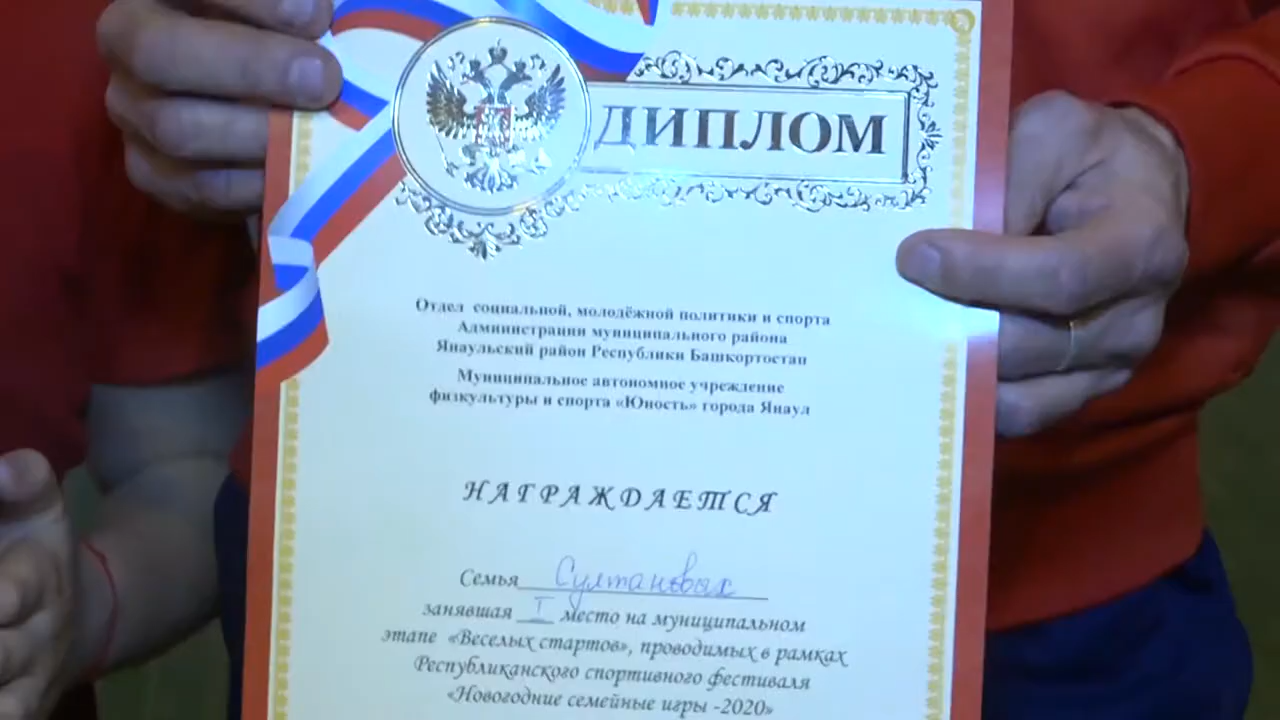 ДИПЛОМ
Отдел социальной, молодёжной политики и спорта
Администрации муниципального района
Янаульский район Республики Башкортостан
Муниципальное автономное учреждение
физкультуры и спорта «Юность» города Янаул
НАГРАЖДАЕТСЯ
Семья Султановых
занявшая I место на муниципальном
этапе «Веселых стартов», проводимых в рамках
Республиканского спортивного фестиваля
«Новогодние семейные игры -2020»